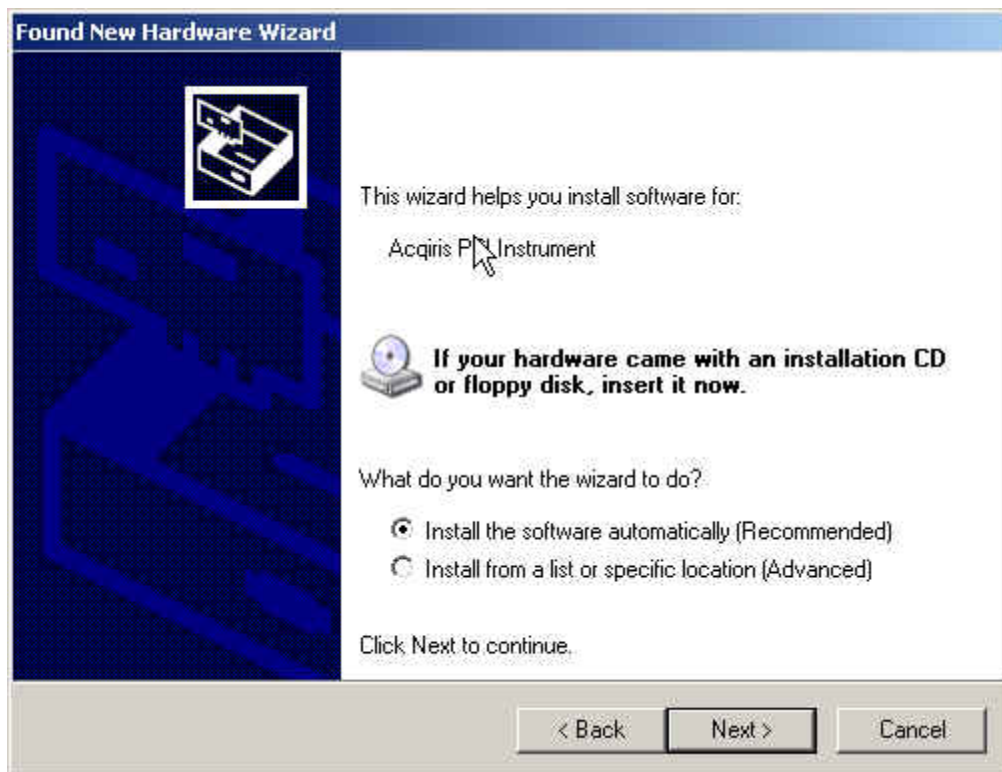 Found New Hardware Wizard
This wizard helps you install software for:
Acqiris Instrument
If your hardware came with an installation CD
or floppy disk, insert it now.
What do you want the wizard to do?
Install the software automatically (Recommended)
Install from a list or specific location (Advanced)
Click Next to continue.
< Back
Next >
Cancel